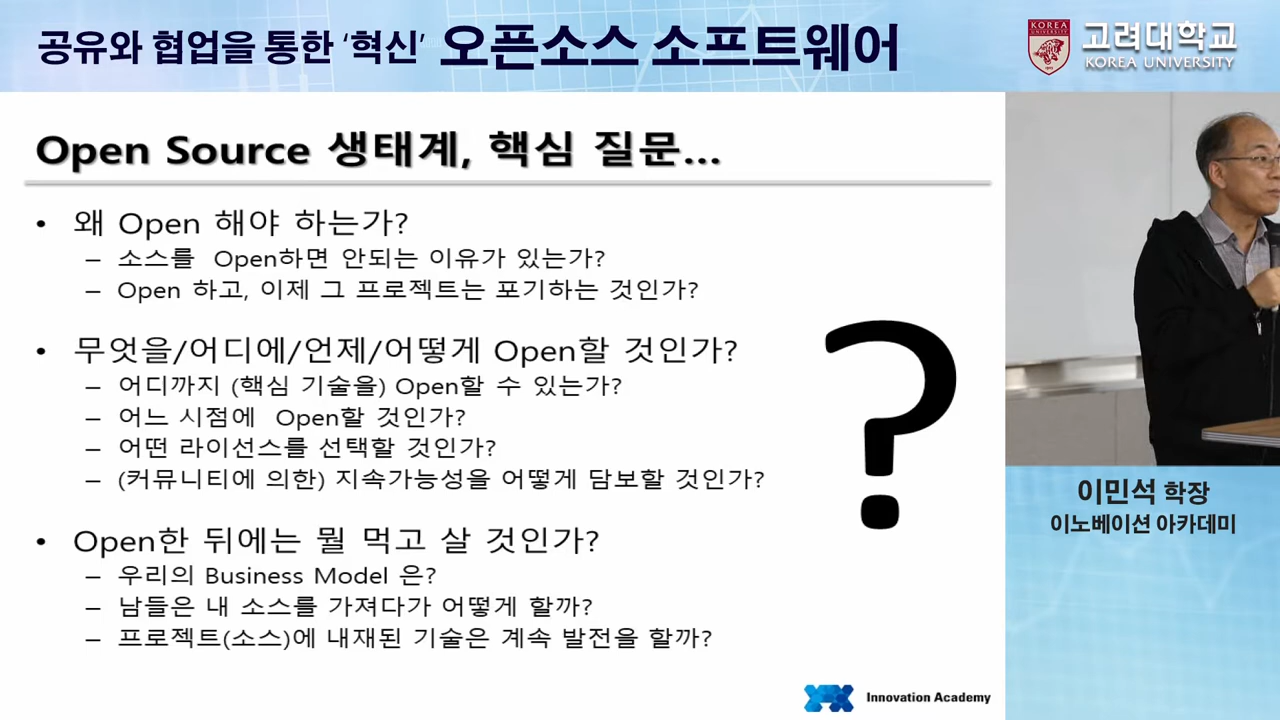 공유와 협업을 통한 ‘혁신’ 오픈소스 소프트웨어
KOREA
UNIVERSITY
고려대학교
KOREA UNIVERSITY
Open Source 생태계, 핵심 질문...
• 왜 Open 해야 하는가?
– 소스를 Open하면 안되는 이유가 있는가?
– Open 하고, 이제 그 프로젝트는 포기하는 것인가?
• 무엇을/어디에/언제/어떻게 Open할 것인가?
– 어디까지 (핵심 기술을) Open할 수 있는가?
– 어느 시점에 Open할 것인가?
– 어떤 라이선스를 선택할 것인가?
– (커뮤니티에 의한) 지속가능성을 어떻게 담보할 것인가?
• Open한 뒤에는 뭘 먹고 살 것인가?
– 우리의 Business Model 은?
– 남들은 내 소스를 가져다가 어떻게 할까?
– 프로젝트(소스)에 내재된 기술은 계속 발전을 할까?
?
Innovation Academy
이민석 학장
이노베이션 아카데미